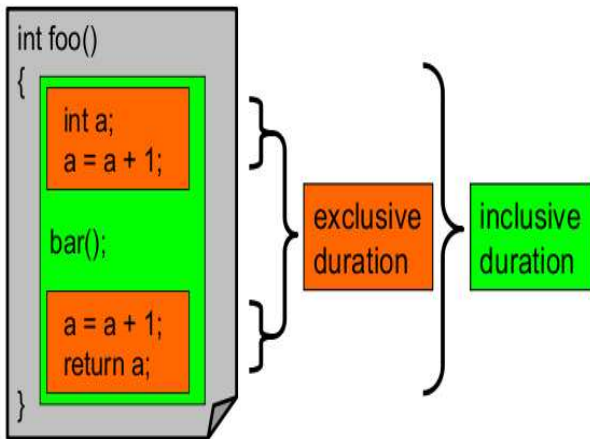 int foo()
{
int a;
a = a + 1;
bar();
a = a + 1;
return a;
}
exclusive
duration
inclusive
duration